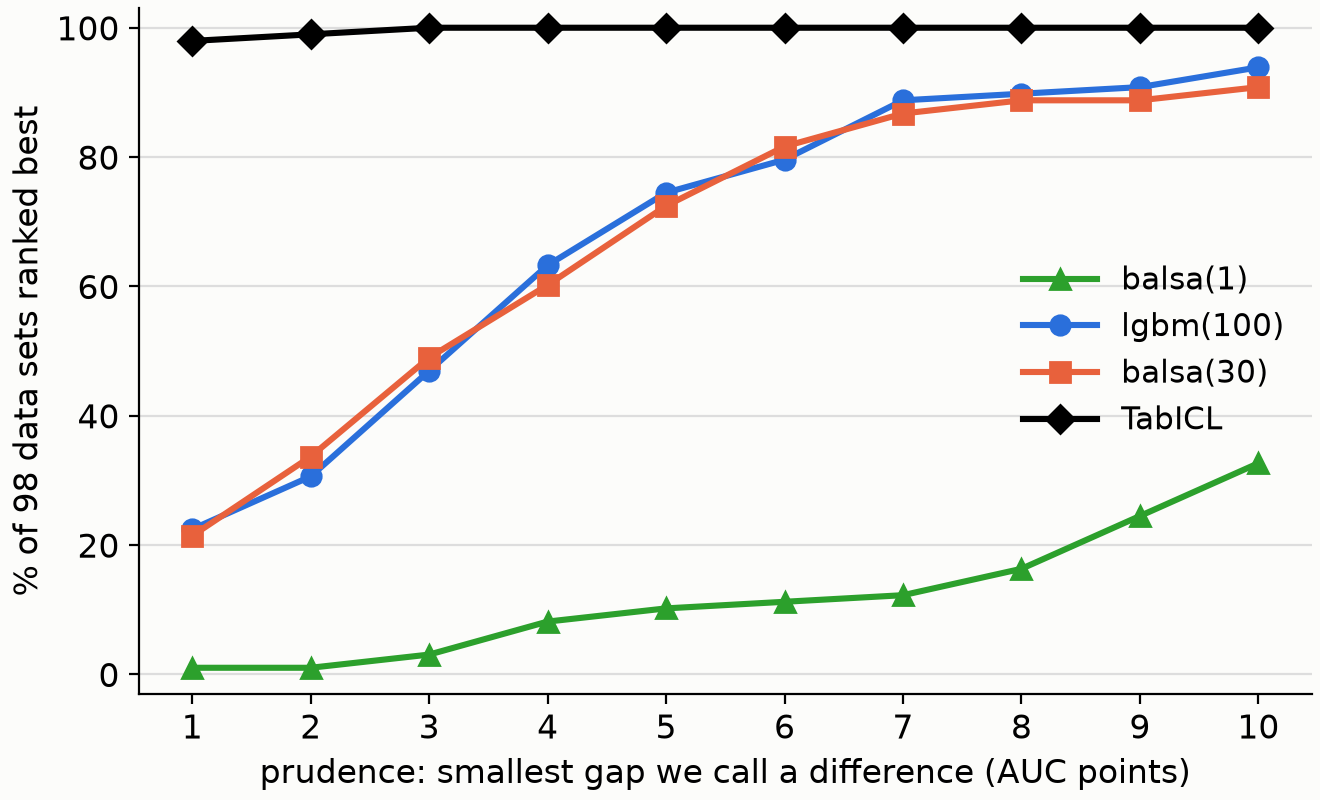 % of 98 data sets ranked best
100
80
60
40
20
0
balsa(1)
lgbm(100)
balsa(30)
TabICL
1 2 3 4 5 6 7 8 9 10
prudence: smallest gap we call a difference (AUC points)